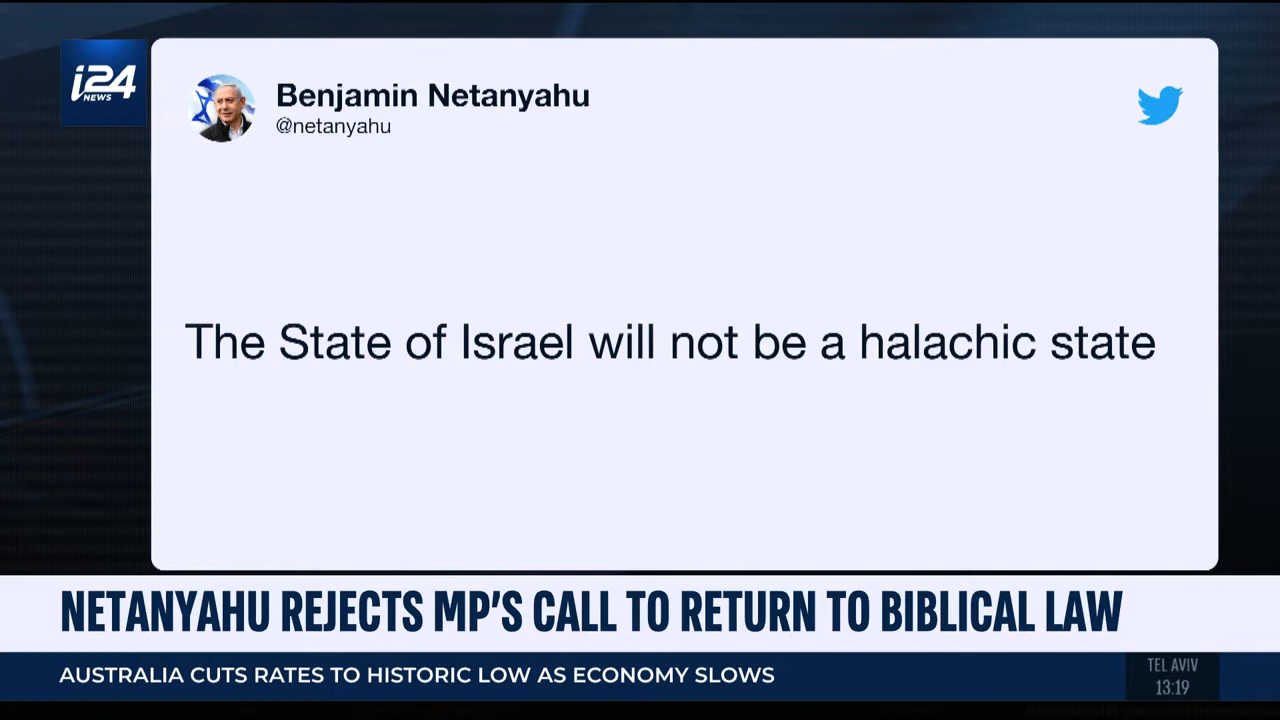 i24
NEWS
Benjamin Netanyahu
@netanyahu
The State of Israel will not be a halachic state
NETANYAHU REJECTS MP'S CALL TO RETURN TO BIBLICAL LAW
AUSTRALIA CUTS RATES TO HISTORIC LOW AS ECONOMY SLOWS
TEL AVIV
13:19